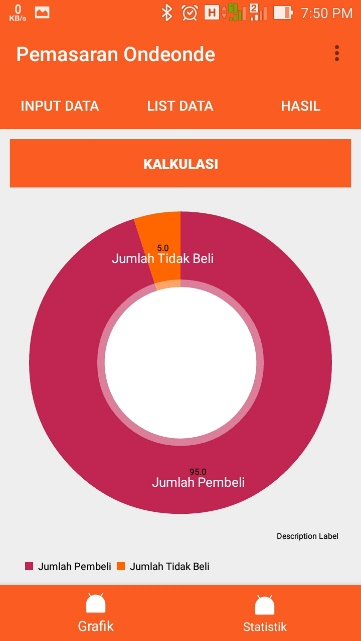 0
KB/s
H
2
7:50 PM
Pemasaran Ondeonde
INPUT DATA
LIST DATA
HASIL
KALKULASI
5.0
Jumlah Tidak Beli
95.0
Jumlah Pembeli
Description Label
Jumlah Pembeli
Jumlah Tidak Beli
Grafik
Statistik